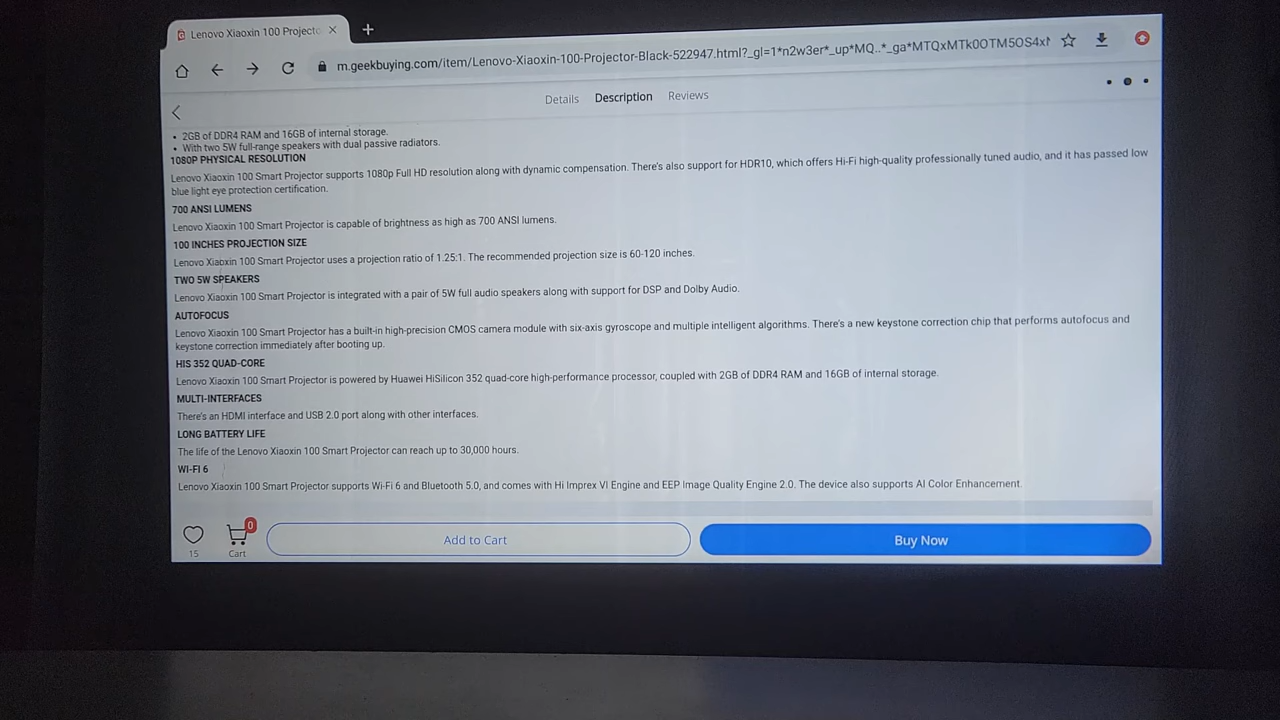 Lenovo Xiaoxin 100 Projecto
m.geekbuying.com/item/Lenovo-Xiaoxin-100-Projector-Black-522947.html?_gl=1*n2w3er*_up*MQ..*_ga*MTQxMTk0OTM5OS4x
Details Description Reviews
• 2GB of DDR4 RAM and 16GB of internal storage.
• With two 5W full-range speakers with dual passive radiators.
1080P PHYSICAL RESOLUTION
Lenovo Xiaoxin 100 Smart Projector supports 1080p Full HD resolution along with dynamic compensation. There's also support for HDR10, which offers Hi-Fi high-quality professionally tuned audio, and it has passed low
blue light eye protection certification.
700 ANSI LUMENS
Lenovo Xiaoxin 100 Smart Projector is capable of brightness as high as 700 ANSI lumens.
100 INCHES PROJECTION SIZE
Lenovo Xiaoxin 100 Smart Projector uses a projection ratio of 1.25:1. The recommended projection size is 60-120 inches.
TWO 5W SPEAKERS
Lenovo Xiaoxin 100 Smart Projector is integrated with a pair of 5W full audio speakers along with support for DSP and Dolby Audio.
AUTOFOCUS
Lenovo Xiaoxin 100 Smart Projector has a built-in high-precision CMOS camera module with six-axis gyroscope and multiple intelligent algorithms. There's a new keystone correction chip that performs autofocus and
keystone correction immediately after booting up.
HIS 352 QUAD-CORE
Lenovo Xiaoxin 100 Smart Projector is powered by Huawei HiSilicon 352 quad-core high-performance processor, coupled with 2GB of DDR4 RAM and 16GB of internal storage.
MULTI-INTERFACES
There's an HDMI interface and USB 2.0 port along with other interfaces.
LONG BATTERY LIFE
The life of the Lenovo Xiaoxin 100 Smart Projector can reach up to 30,000 hours.
WI-FI 6
Lenovo Xiaoxin 100 Smart Projector supports Wi-Fi 6 and Bluetooth 5.0, and comes with Hi Imprex VI Engine and EEP Image Quality Engine 2.0. The device also supports AI Color Enhancement.
0
15 Cart Add to Cart Buy Now